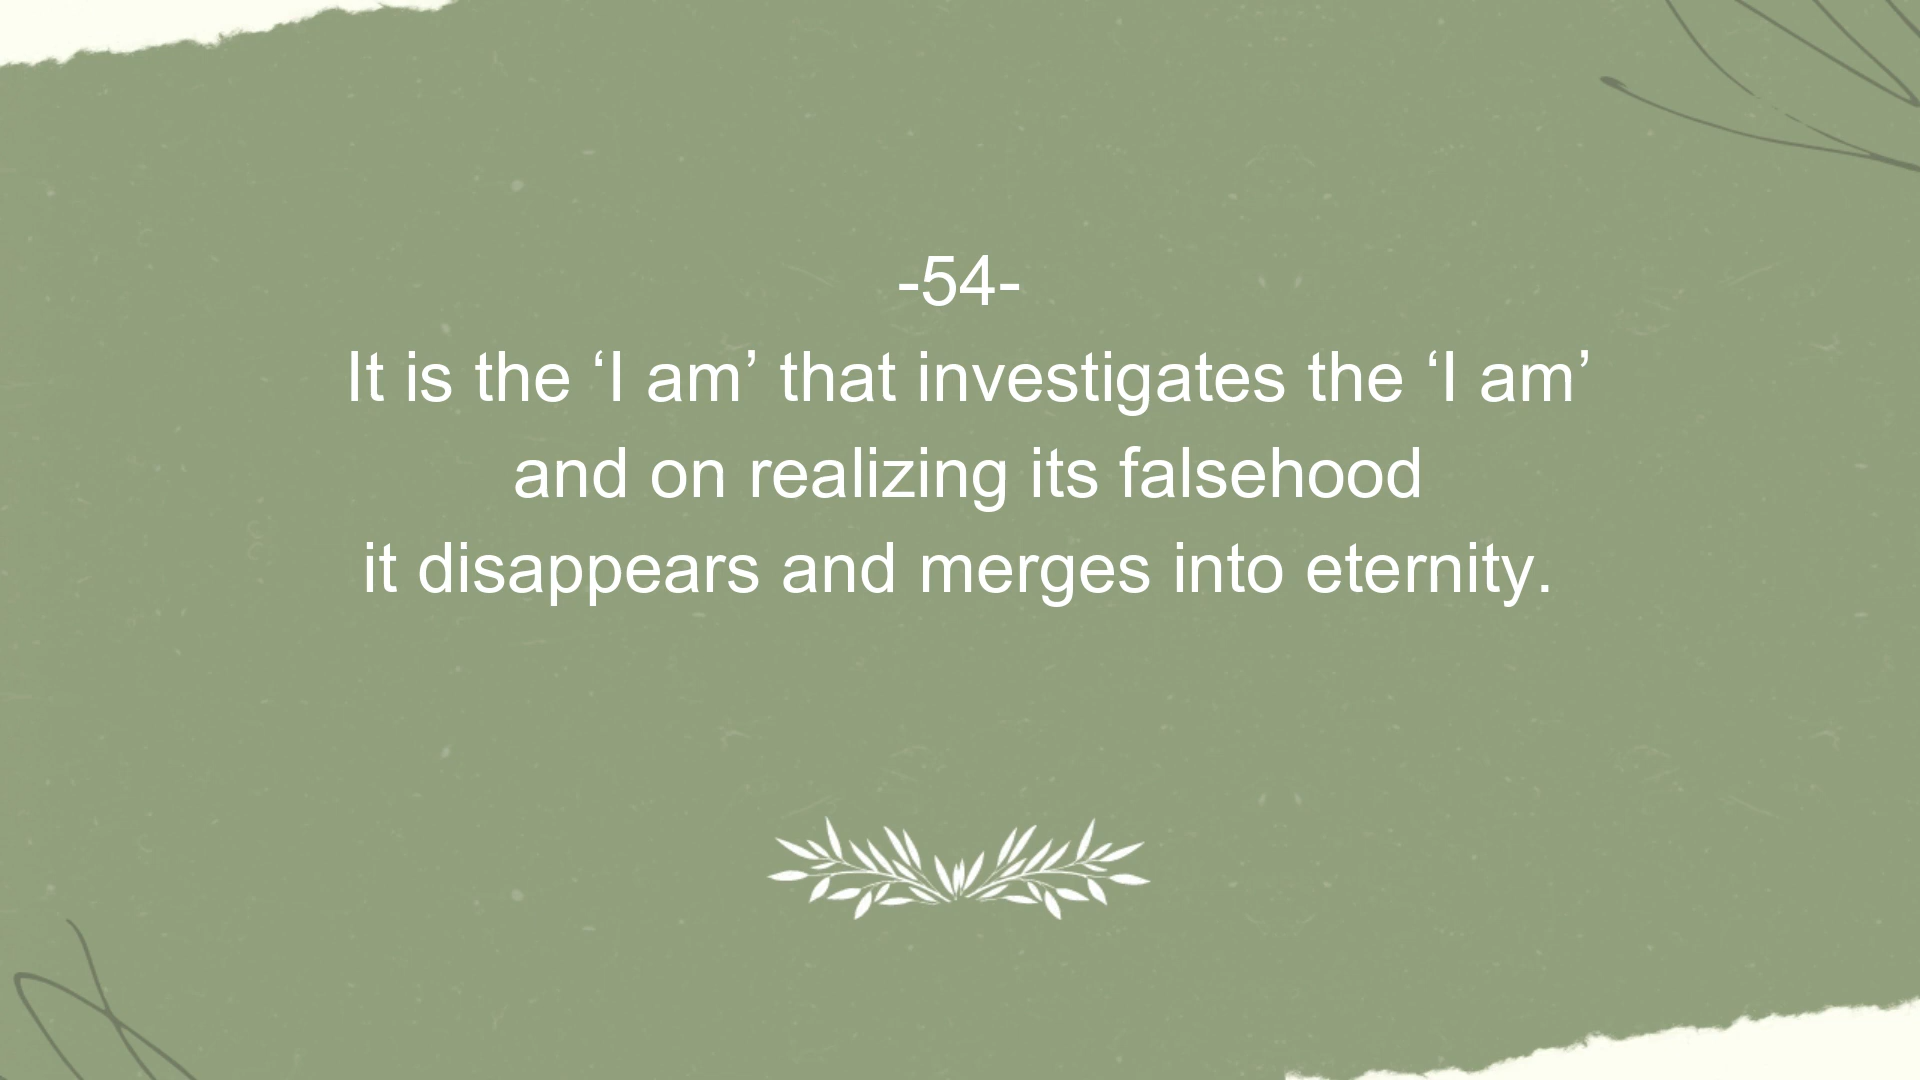 -54-
It is the ‘I am’ that investigates the ‘I am’
and on realizing its falsehood
it disappears and merges into eternity.